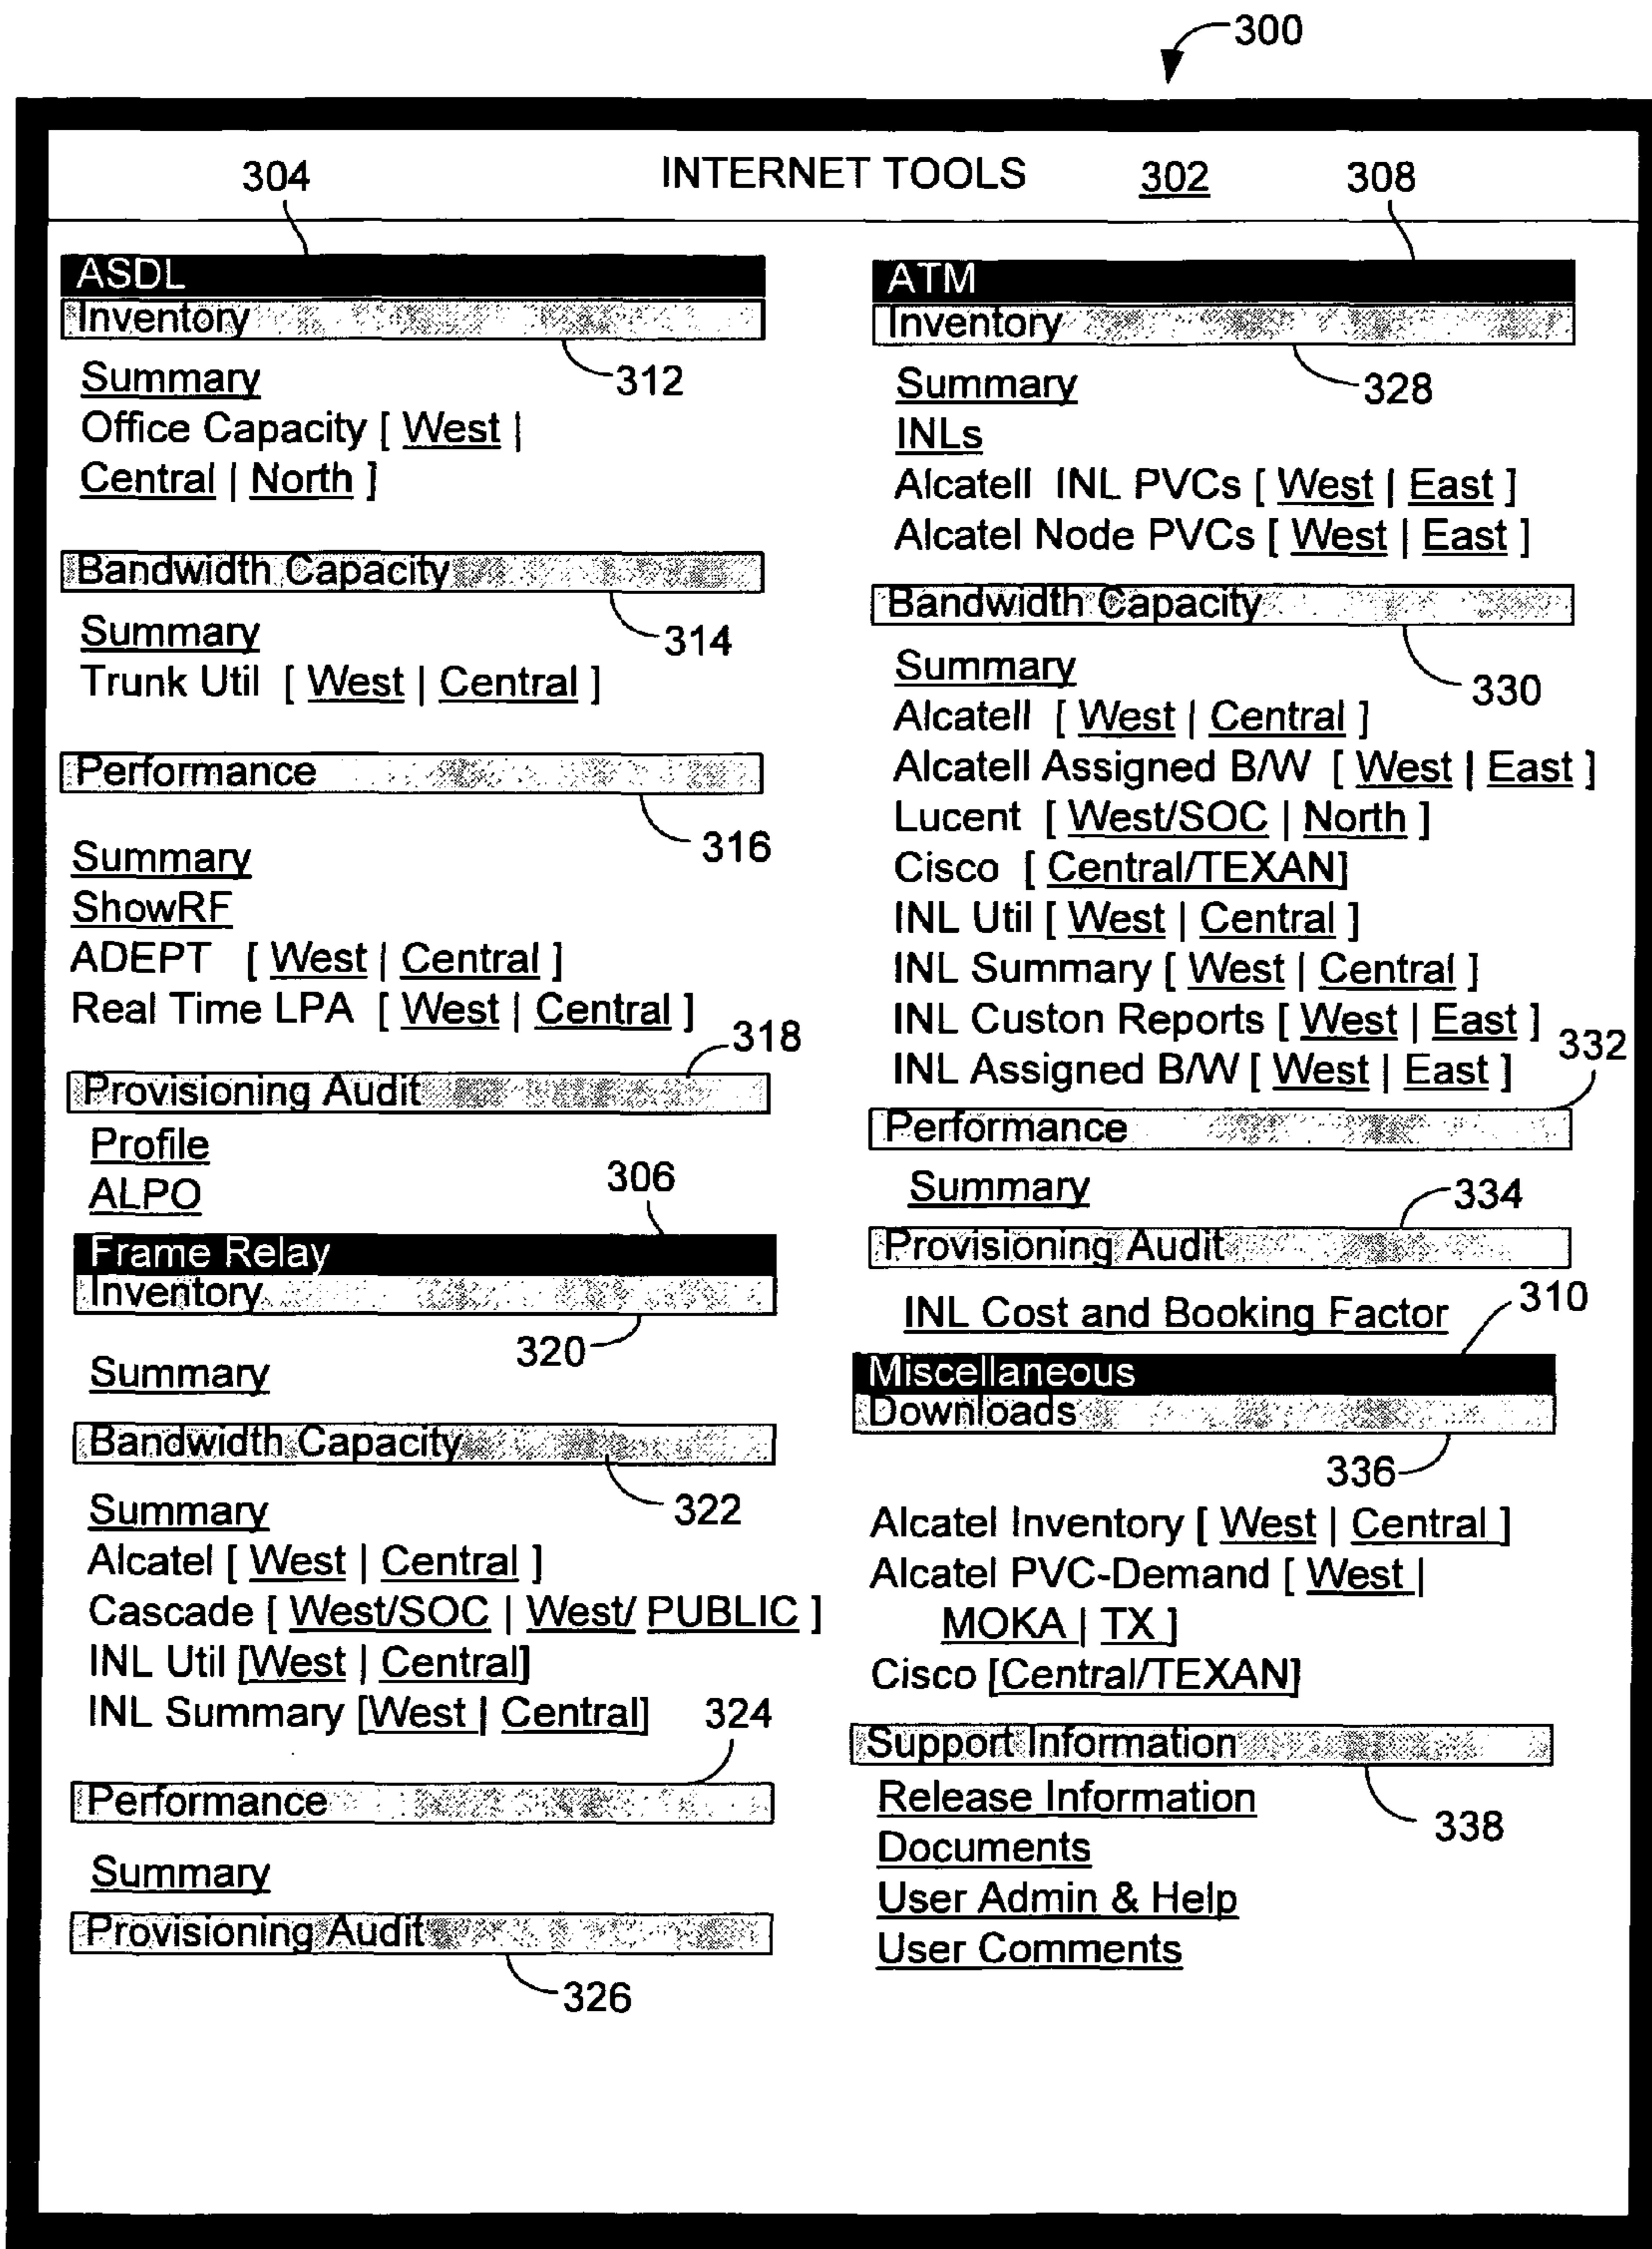 300
INTERNET TOOLS 302
304
ASDL
Inventory
312
Summary
Office Capacity [ West |
Central | North ]
Bandwidth Capacity
314
Summary
Trunk Util [ West | Central ]
Performance
316
Summary
ShowRF
ADEPT [ West | Central ]
Real Time LPA [ West | Central ]
318
Provisioning Audit
Profile
ALPO
306
Frame Relay
Inventory
320
Summary
Bandwidth Capacity
322
Summary
Alcatel [ West | Central ]
Cascade [ West/SOC | West/ PUBLIC ]
INL Util [West | Central]
INL Summary [West | Central]
324
Performance
Summary
Provisioning Audit
326
308
ATM
Inventory
328
Summary
INLs
Alcatell INL PVCs [ West | East ]
Alcatel Node PVCs [ West | East ]
Bandwidth Capacity
330
Summary
Alcatell [ West | Central ]
Alcatell Assigned B/W [ West | East ]
Lucent [ West/SOC | North ]
Cisco [ Central/TEXAN]
INL Util [ West | Central ]
INL Summary [ West | Central ]
INL Custon Reports [ West | East ]
332
INL Assigned B/W [ West | East ]
Performance
Summary
334
Provisioning Audit
INL Cost and Booking Factor
310
Miscellaneous
Downloads
336
Alcatel Inventory [ West | Central ]
Alcatel PVC-Demand [ West |
MOKA | TX ]
Cisco [Central/TEXAN]
Support Information
338
Release Information
Documents
User Admin & Help
User Comments